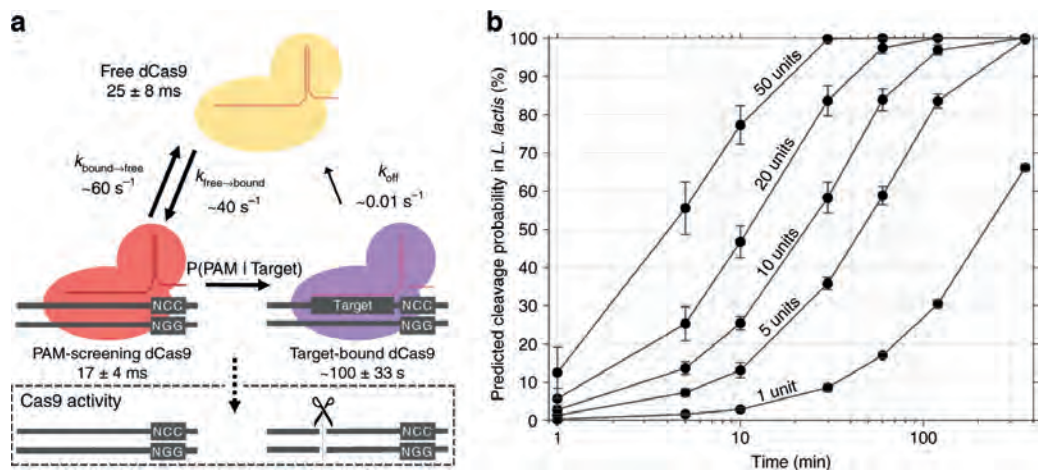 a
Free dCas9
25 ± 8 ms
k bound→free
~60 s⁻¹
k free→bound
~40 s⁻¹
k off
~0.01 s⁻¹
P(PAM I Target)
NCC
NGG
Target
NCC
NGG
PAM-screening dCas9
17 ± 4 ms
Target-bound dCas9
~100 ± 33 s
Cas9 activity
NCC
NGG
NCC
NGG
b
Predicted cleavage probability in L. lactis (%)
100
90
80
70
60
50
40
30
20
10
0
50 units
20 units
10 units
5 units
1 unit
1
10
100
Time (min)